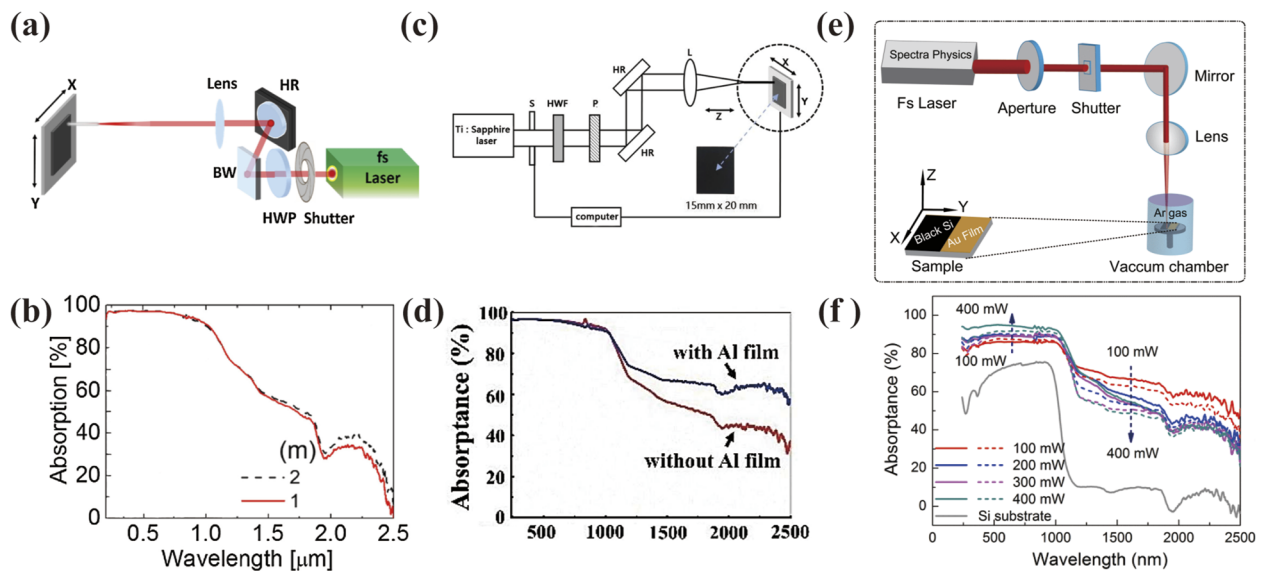 (a)
X
Y
Lens
HR
BW
HWP
Shutter
fs
Laser
(c)
Ti : Sapphire
laser
S
HWF
P
HR
HR
L
Z
X
Y
15mm x 20 mm
computer
(e)
Spectra Physics
Fs Laser
Aperture
Shutter
Mirror
Lens
Z
Y
X
Black Si
Au Film
Sample
Ar gas
Vaccum chamber
(b)
Absorption [%]
100
80
60
40
20
0
(m)
2
1
0.5
1.0
1.5
2.0
2.5
Wavelength [μm]
(d)
Absorptance (%)
100
80
60
40
20
0
with Al film
without Al film
500
1000
1500
2000
2500
(f)
Absorptance (%)
100
80
60
40
20
0
400 mW
100 mW
100 mW
400 mW
100 mW
200 mW
300 mW
400 mW
Si substrate
0
500
1000
1500
2000
2500
Wavelength (nm)